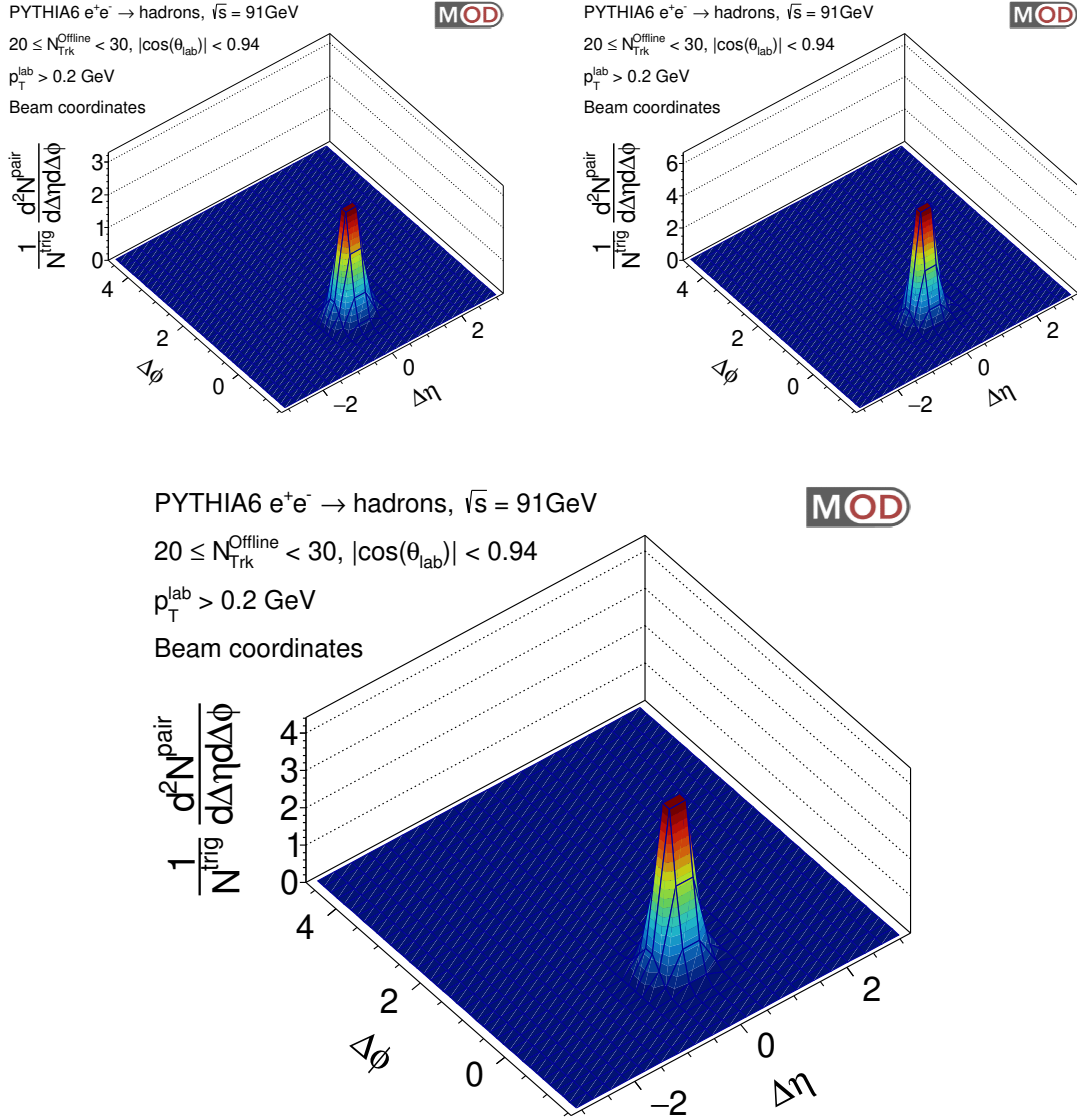 PYTHIA6 e⁺e⁻ → hadrons, √s = 91GeV
MOD
20 ≤ N_Trk^Offline < 30, |cos(θ_lab)| < 0.94
p_T^lab > 0.2 GeV
Beam coordinates
1/N^trig d²N^pair/dΔηdΔϕ
3
2
1
0
4
2
0
Δϕ
−2
0
2
Δη
PYTHIA6 e⁺e⁻ → hadrons, √s = 91GeV
MOD
20 ≤ N_Trk^Offline < 30, |cos(θ_lab)| < 0.94
p_T^lab > 0.2 GeV
Beam coordinates
1/N^trig d²N^pair/dΔηdΔϕ
6
4
2
0
4
2
0
Δϕ
−2
0
2
Δη
PYTHIA6 e⁺e⁻ → hadrons, √s = 91GeV
MOD
20 ≤ N_Trk^Offline < 30, |cos(θ_lab)| < 0.94
p_T^lab > 0.2 GeV
Beam coordinates
1/N^trig d²N^pair/dΔηdΔϕ
4
3
2
1
0
4
2
0
Δϕ
−2
0
2
Δη